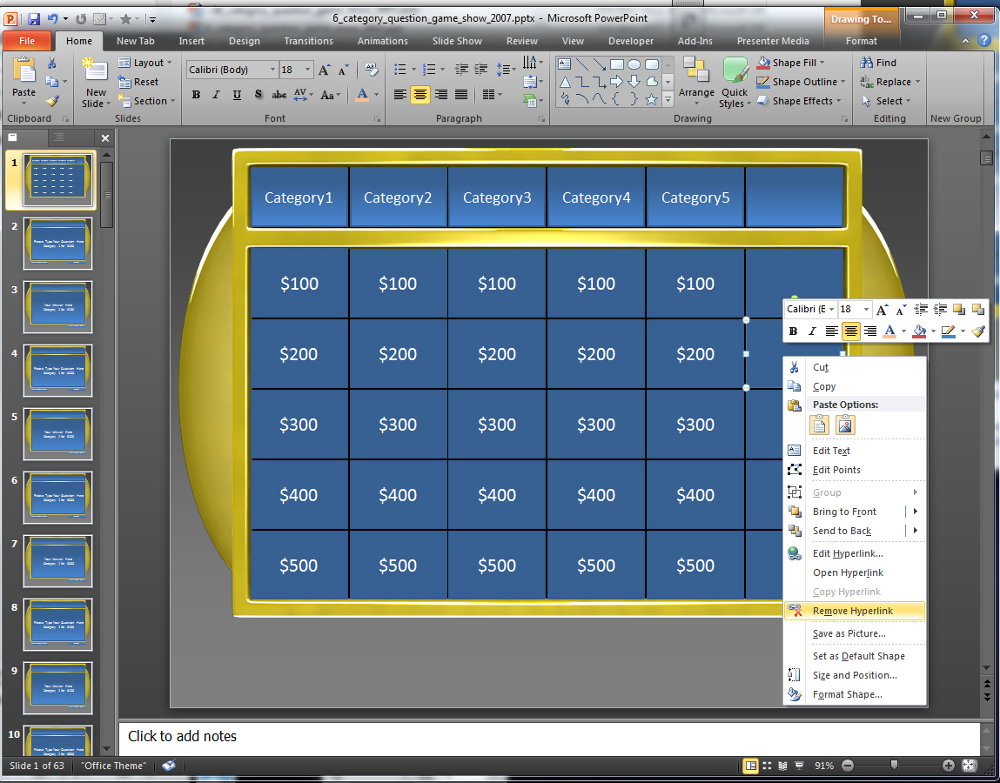 6_category_question_game_show_2007.pptx - Microsoft PowerPoint
Drawing To...
File Home New Tab Insert Design Transitions Animations Slide Show Review View Developer Add-Ins Presenter Media Format
Paste
New Slide
Layout
Reset
Section
Calibri (Body) 18
Arrange
Quick Styles
Shape Fill
Shape Outline
Shape Effects
Find
Replace
Select
Clipboard Slides Font Paragraph Drawing Editing New Group
1
2
3
4
5
6
7
8
9
10
Category1 Category2 Category3 Category4 Category5
$100 $100 $100 $100 $100
$200 $200 $200 $200 $200
$300 $300 $300 $300 $300
$400 $400 $400 $400 $400
$500 $500 $500 $500 $500
Calibri (E 18
Cut
Copy
Paste Options:
Edit Text
Edit Points
Group
Bring to Front
Send to Back
Edit Hyperlink...
Open Hyperlink
Copy Hyperlink
Remove Hyperlink
Save as Picture...
Set as Default Shape
Size and Position...
Format Shape...
Click to add notes
Slide 1 of 63 "Office Theme" 91%